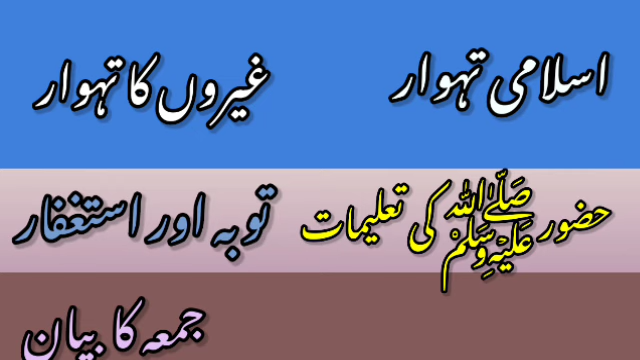 اسلامی تہوار
غیروں کا تہوار
حضور ﷺ کی تعلیمات
توبہ اور استغفار
جمعہ کا بیان